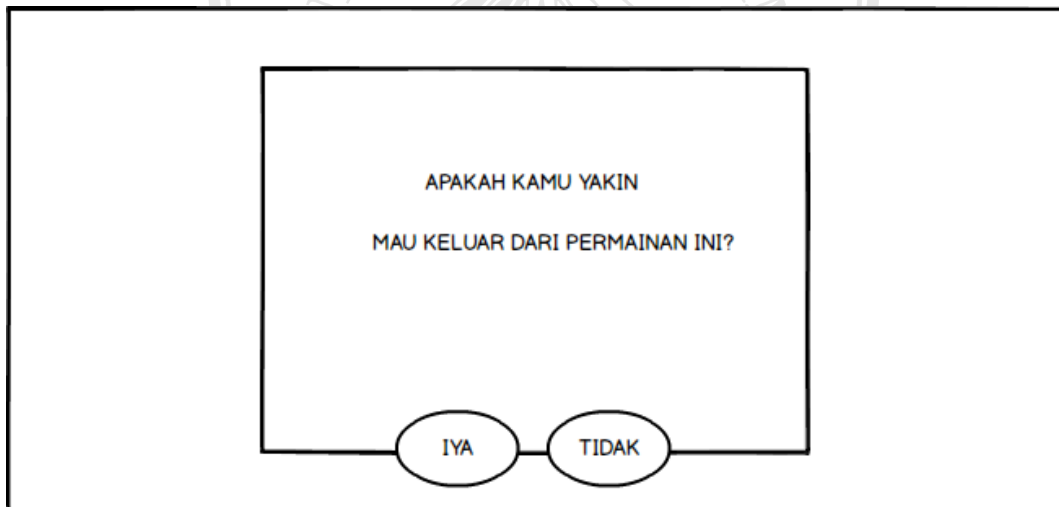 APAKAH KAMU YAKIN
MAU KELUAR DARI PERMAINAN INI?
IYA
TIDAK